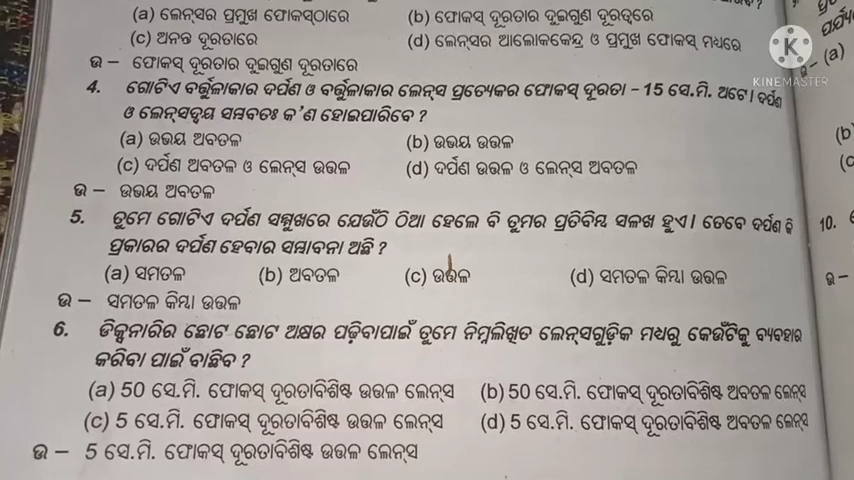 (a) ଲେନ୍‌ସର ପ୍ରମୁଖ ଫୋକସ୍‌ଠାରେ (b) ଫୋକସ୍ ଦୂରତାର ଦୁଇଗୁଣ ଦୂରତ୍ୱରେ
(c) ଅନନ୍ତ ଦୂରତାରେ (d) ଲେନ୍‌ସର ଆଲୋକକେନ୍ଦ୍ର ଓ ପ୍ରମୁଖ ଫୋକସ୍ ମଧ୍ୟରେ
ଉ – ଫୋକସ୍ ଦୂରତାର ଦୁଇଗୁଣ ଦୂରତାରେ
4. ଗୋଟିଏ ବର୍ତ୍ତୁଳାକାର ଦର୍ପଣ ଓ ବର୍ତ୍ତୁଳାକାର ଲେନ୍‌ସ ପ୍ରତ୍ୟେକର ଫୋକସ୍ ଦୂରତା – 15 ସେ.ମି. ଅଟେ। ଦର୍ପଣ
ଓ ଲେନ୍‌ସଦ୍ୱୟ ସମ୍ଭବତଃ କ'ଣ ହୋଇପାରିବେ ?
(a) ଉଭୟ ଅବତଳ (b) ଉଭୟ ଉତ୍ତଳ
(c) ଦର୍ପଣ ଅବତଳ ଓ ଲେନ୍‌ସ ଉତ୍ତଳ (d) ଦର୍ପଣ ଉତ୍ତଳ ଓ ଲେନ୍‌ସ ଅବତଳ
ଉ – ଉଭୟ ଅବତଳ
5. ତୁମେ ଗୋଟିଏ ଦର୍ପଣ ସମ୍ମୁଖରେ ଯେଉଁଠି ଠିଆ ହେଲେ ବି ତୁମର ପ୍ରତିବିମ୍ବ ସଳଖ ହୁଏ। ତେବେ ଦର୍ପଣ କି
ପ୍ରକାରର ଦର୍ପଣ ହେବାର ସମ୍ଭାବନା ଅଛି ?
(a) ସମତଳ (b) ଅବତଳ (c) ଉତ୍ତଳ (d) ସମତଳ କିମ୍ବା ଉତ୍ତଳ
ଉ – ସମତଳ କିମ୍ବା ଉତ୍ତଳ
6. ଡିକ୍ସନାରିର ଛୋଟ ଛୋଟ ଅକ୍ଷର ପଢ଼ିବାପାଇଁ ତୁମେ ନିମ୍ନଲିଖିତ ଲେନ୍‌ସଗୁଡ଼ିକ ମଧ୍ୟରୁ କେଉଁଟିକୁ ବ୍ୟବହାର
କରିବା ପାଇଁ ବାଛିବ ?
(a) 50 ସେ.ମି. ଫୋକସ୍ ଦୂରତାବିଶିଷ୍ଟ ଉତ୍ତଳ ଲେନ୍‌ସ (b) 50 ସେ.ମି. ଫୋକସ୍ ଦୂରତାବିଶିଷ୍ଟ ଅବତଳ ଲେନ୍‌ସ
(c) 5 ସେ.ମି. ଫୋକସ୍ ଦୂରତାବିଶିଷ୍ଟ ଉତ୍ତଳ ଲେନ୍‌ସ (d) 5 ସେ.ମି. ଫୋକସ୍ ଦୂରତାବିଶିଷ୍ଟ ଅବତଳ ଲେନ୍‌ସ
ଉ – 5 ସେ.ମି. ଫୋକସ୍ ଦୂରତାବିଶିଷ୍ଟ ଉତ୍ତଳ ଲେନ୍‌ସ
(a)
(b)
(c)
10.
ଉ –
KINEMASTER